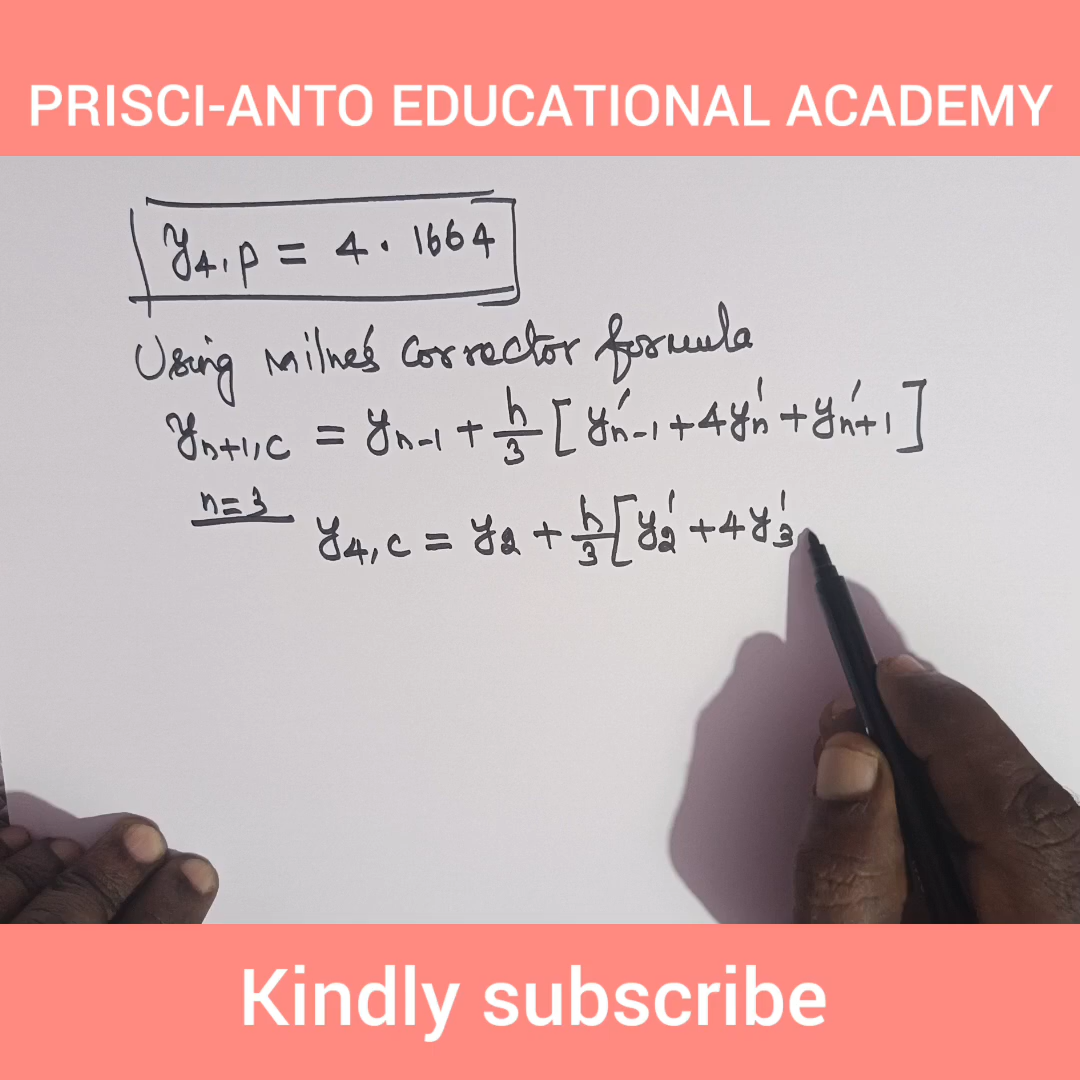 PRISCI-ANTO EDUCATIONAL ACADEMY
y4,p = 4.1664
Using Milne's corrector formula
yn+1,c = yn-1 + h/3 [y'n-1 + 4y'n + y'n+1]
n=3
y4,c = y2 + h/3 [y'2 + 4y'3
Kindly subscribe